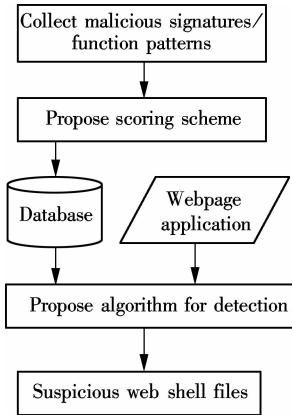 Collect malicious signatures/
function patterns
Propose scoring scheme
Database
Webpage
application
Propose algorithm for detection
Suspicious web shell files